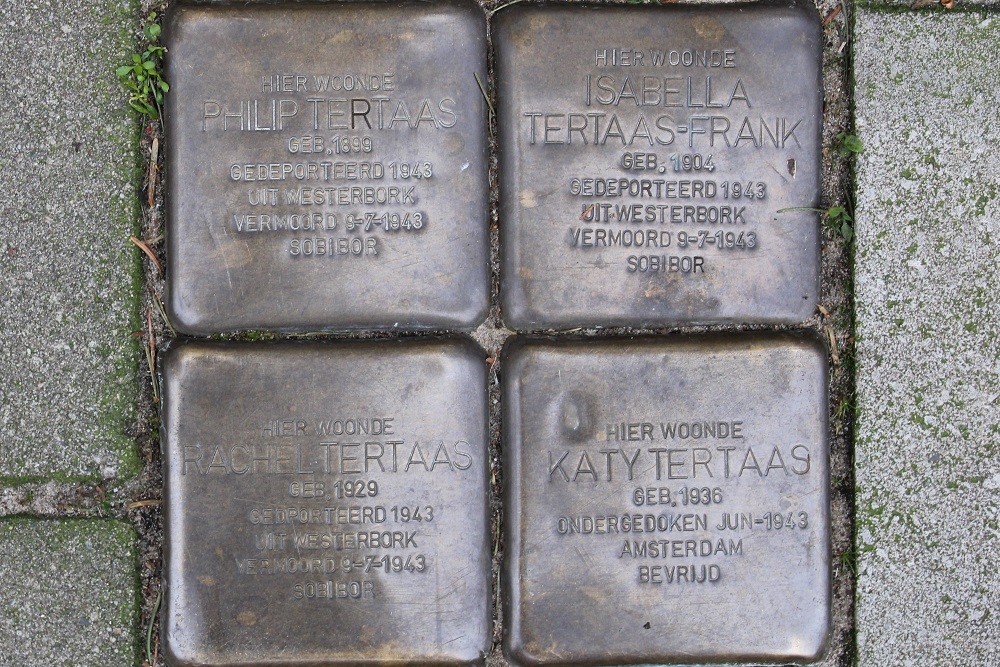 HIER WOONDE
PHILIP TERTAAS
GEB. 1899
GEDEPORTEERD 1943
UIT WESTERBORK
VERMOORD 9-7-1943
SOBIBOR
HIER WOONDE
ISABELLA
TERTAAS-FRANK
GEB. 1904
GEDEPORTEERD 1943
UIT WESTERBORK
VERMOORD 9-7-1943
SOBIBOR
HIER WOONDE
RACHEL TERTAAS
GEB. 1929
GEDPORTEERD 1943
UIT WESTERBORK
VERMOORD 9-7-1943
SOBIBOR
HIER WOONDE
KATY TERTAAS
GEB. 1936
ONDERGEDOKEN JUN-1943
AMSTERDAM
BEVRIJD